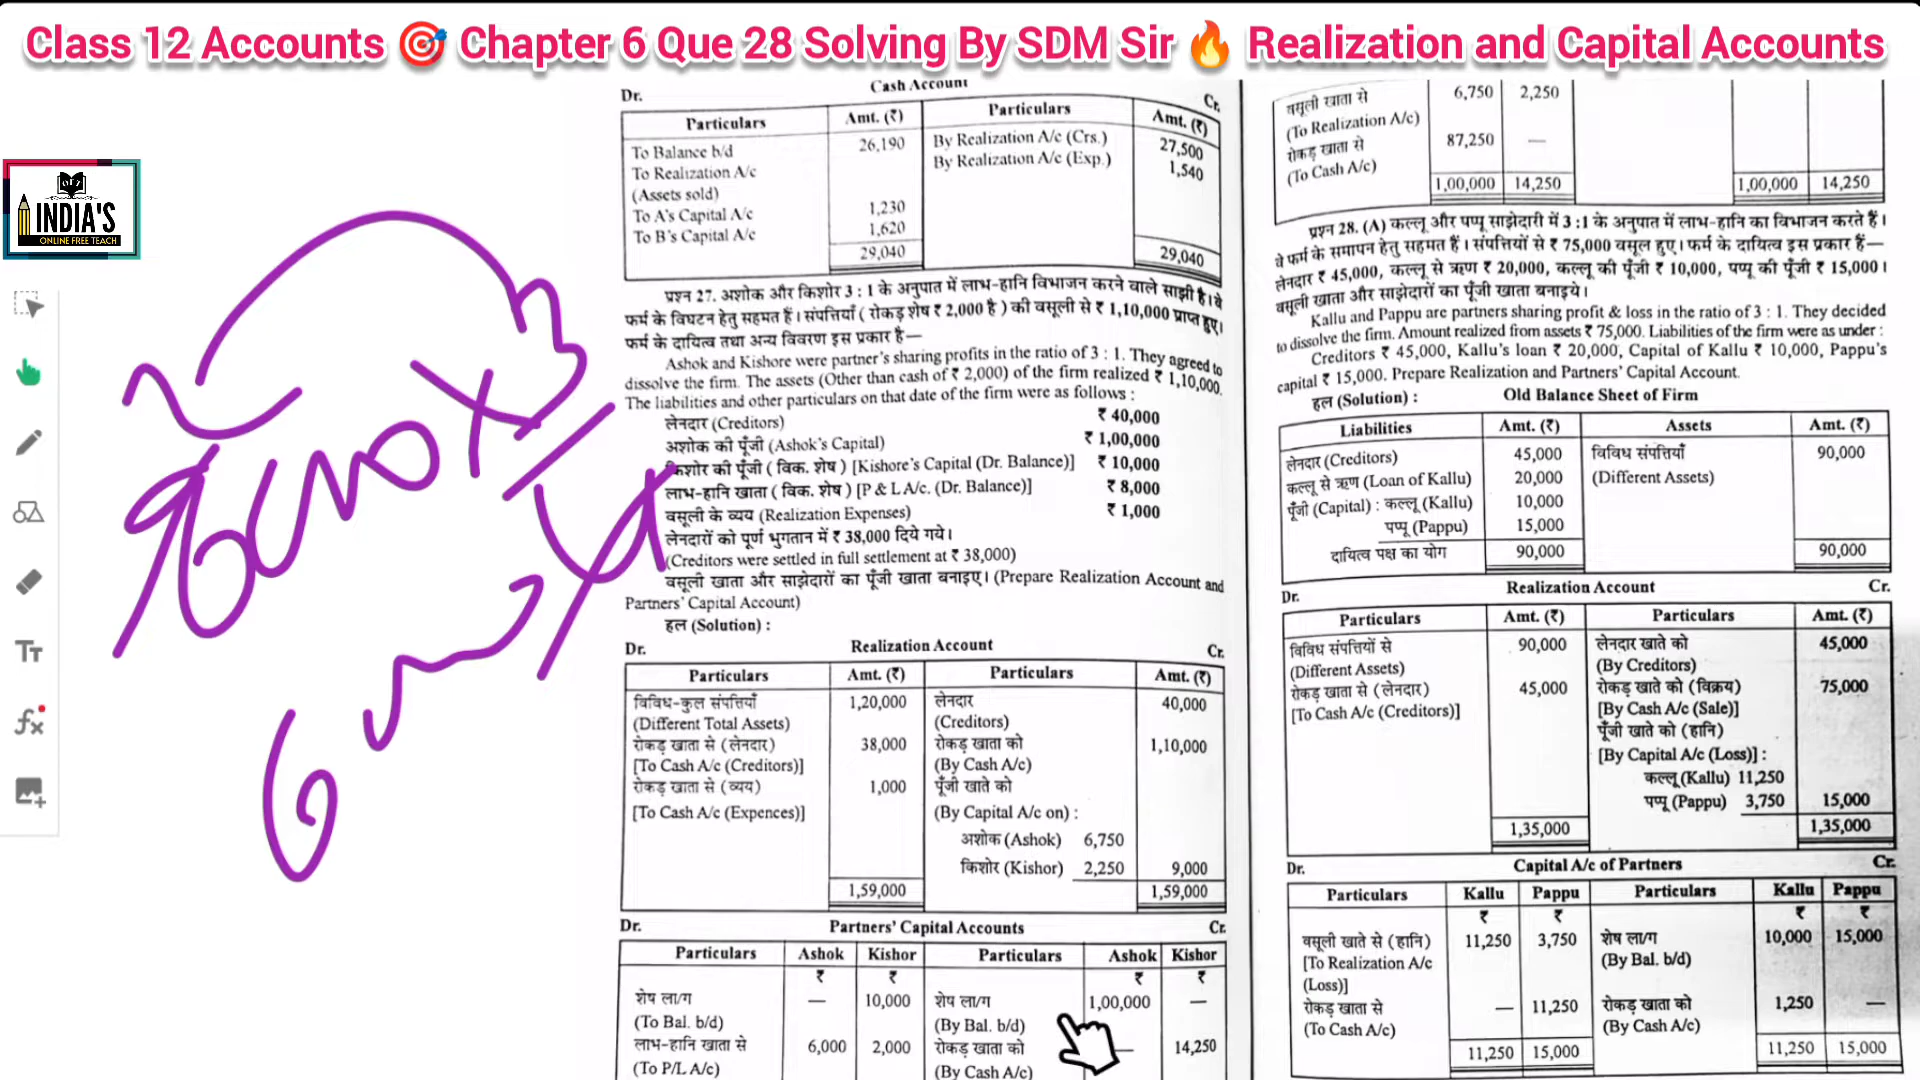 Class 12 Accounts 🎯 Chapter 6 Que 28 Solving By SDM Sir 🔥 Realization and Capital Accounts
INDIA'S
ONLINE FREE TEACH
Dr. Cash Account Cr.
Particulars Amt. (₹) Particulars Amt. (₹)
To Balance b/d 26,190 By Realization A/c (Crs.) 27,500
To Realization A/c By Realization A/c (Exp.) 1,540
(Assets sold)
To A's Capital A/c 1,230
To B's Capital A/c 1,620
29,040 29,040
प्रश्न 27. अशोक और किशोर 3 : 1 के अनुपात में लाभ-हानि विभाजन करने वाले साझी है। वे
फर्म के विघटन हेतु सहमत हैं। संपत्तियाँ ( रोकड़ शेष ₹ 2,000 है ) की वसूली से ₹ 1,10,000 प्राप्त हुए।
फर्म के दायित्व तथा अन्य विवरण इस प्रकार है—
Ashok and Kishore were partner's sharing profits in the ratio of 3 : 1. They agreed to
dissolve the firm. The assets (Other than cash of ₹ 2,000) of the firm realized ₹ 1,10,000.
The liabilities and other particulars on that date of the firm were as follows :
लेनदार (Creditors) ₹ 40,000
अशोक की पूँजी (Ashok's Capital) ₹ 1,00,000
किशोर की पूँजी ( विक. शेष ) [Kishore's Capital (Dr. Balance)] ₹ 10,000
लाभ-हानि खाता ( विक. शेष ) [P & L A/c. (Dr. Balance)] ₹ 8,000
वसूली के व्यय (Realization Expenses) ₹ 1,000
लेनदारों को पूर्ण भुगतान में ₹ 38,000 दिये गये।
(Creditors were settled in full settlement at ₹ 38,000)
वसूली खाता और साझेदारों का पूँजी खाता बनाइए। (Prepare Realization Account and
Partners' Capital Account)
हल (Solution) :
Dr. Realization Account Cr.
Particulars Amt. (₹) Particulars Amt. (₹)
विविध-कुल संपत्तियाँ 1,20,000 लेनदार 40,000
(Different Total Assets) (Creditors)
रोकड़ खाता से (लेनदार) 38,000 रोकड़ खाता को 1,10,000
[To Cash A/c (Creditors)] (By Cash A/c)
रोकड़ खाता से (व्यय) 1,000 पूँजी खाते को
[To Cash A/c (Expences)] (By Capital A/c on) :
अशोक (Ashok) 6,750
किशोर (Kishor) 2,250 9,000
1,59,000 1,59,000
Dr. Partners' Capital Accounts Cr.
Particulars Ashok Kishor Particulars Ashok Kishor
₹ ₹ ₹ ₹
शेष ला/ग — 10,000 शेष ला/ग 1,00,000 —
(To Bal. b/d) (By Bal. b/d)
लाभ-हानि खाता से 6,000 2,000 रोकड़ खाता को — 14,250
(To P/L A/c) (By Cash A/c)
वसूली खाता से 6,750 2,250
(To Realization A/c)
रोकड़ खाता से 87,250 —
(To Cash A/c)
1,00,000 14,250 1,00,000 14,250
प्रश्न 28. (A) कल्लू और पप्पू साझेदारी में 3 : 1 के अनुपात में लाभ-हानि का विभाजन करते हैं।
वे फर्म के समापन हेतु सहमत हैं। संपत्तियों से ₹ 75,000 वसूल हुए। फर्म के दायित्व इस प्रकार हैं—
लेनदार ₹ 45,000, कल्लू से ऋण ₹ 20,000, कल्लू की पूँजी ₹ 10,000, पप्पू की पूँजी ₹ 15,000।
वसूली खाता और साझेदारों का पूँजी खाता बनाइये।
Kallu and Pappu are partners sharing profit & loss in the ratio of 3 : 1. They decided
to dissolve the firm. Amount realized from assets ₹ 75,000. Liabilities of the firm were as under :
Creditors ₹ 45,000, Kallu's loan ₹ 20,000, Capital of Kallu ₹ 10,000, Pappu's
capital ₹ 15,000. Prepare Realization and Partners' Capital Account.
हल (Solution) : Old Balance Sheet of Firm
Liabilities Amt. (₹) Assets Amt. (₹)
लेनदार (Creditors) 45,000 विविध संपत्तियाँ 90,000
कल्लू से ऋण (Loan of Kallu) 20,000 (Different Assets)
पूँजी (Capital) : कल्लू (Kallu) 10,000
पप्पू (Pappu) 15,000
दायित्व पक्ष का योग 90,000 90,000
Dr. Realization Account Cr.
Particulars Amt. (₹) Particulars Amt. (₹)
विविध संपत्तियों से 90,000 लेनदार खाते को 45,000
(Different Assets) (By Creditors)
रोकड़ खाता से (लेनदार) 45,000 रोकड़ खाते को (विक्रय) 75,000
[To Cash A/c (Creditors)] [By Cash A/c (Sale)]
पूँजी खाते को (हानि)
[By Capital A/c (Loss)] :
कल्लू (Kallu) 11,250
पप्पू (Pappu) 3,750 15,000
1,35,000 1,35,000
Dr. Capital A/c of Partners Cr.
Particulars Kallu Pappu Particulars Kallu Pappu
₹ ₹ ₹ ₹
वसूली खाते से (हानि) 11,250 3,750 शेष ला/ग 10,000 15,000
[To Realization A/c (By Bal. b/d)
(Loss)]
रोकड़ खाता से — 11,250 रोकड़ खाता को 1,250 —
(To Cash A/c) (By Cash A/c)
11,250 15,000 11,250 15,000